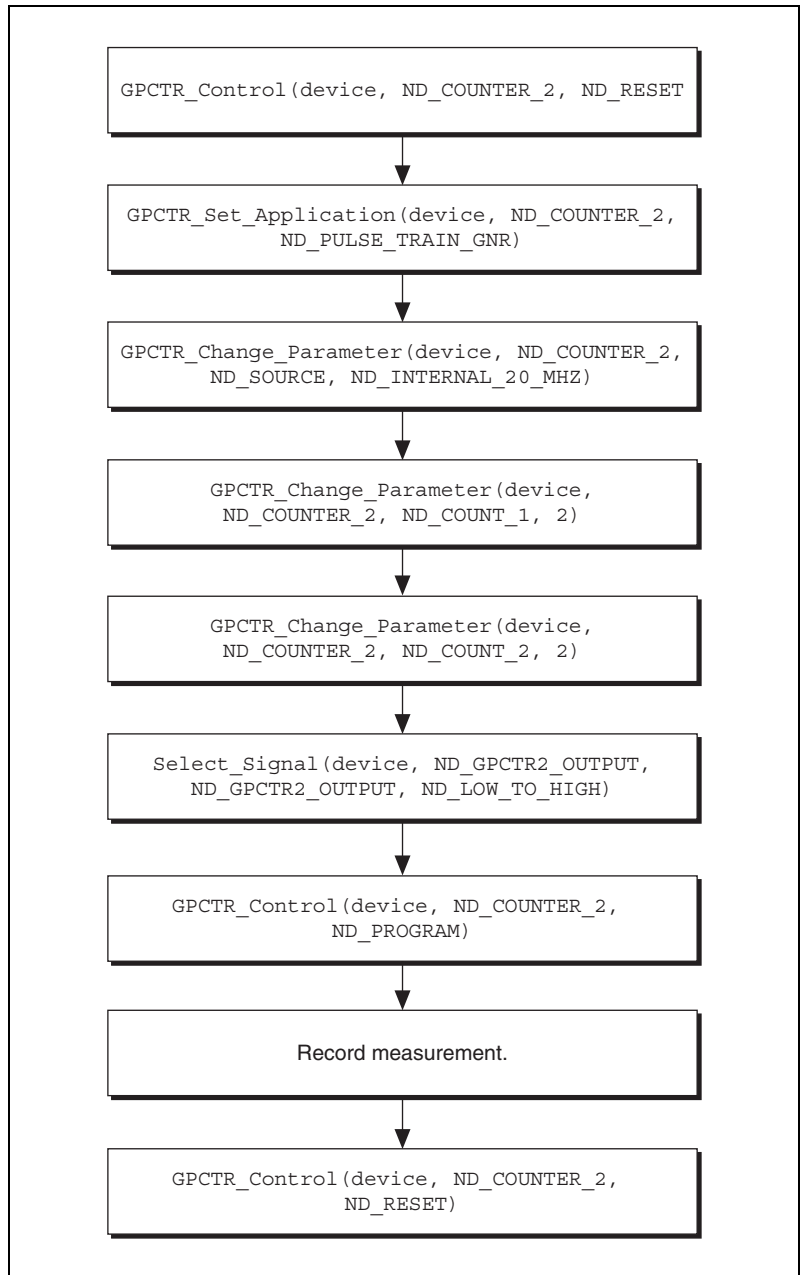 GPCTR_Control(device, ND_COUNTER_2, ND_RESET
GPCTR_Set_Application(device, ND_COUNTER_2,
ND_PULSE_TRAIN_GNR)
GPCTR_Change_Parameter(device, ND_COUNTER_2,
ND_SOURCE, ND_INTERNAL_20_MHZ)
GPCTR_Change_Parameter(device,
ND_COUNTER_2, ND_COUNT_1, 2)
GPCTR_Change_Parameter(device,
ND_COUNTER_2, ND_COUNT_2, 2)
Select_Signal(device, ND_GPCTR2_OUTPUT,
ND_GPCTR2_OUTPUT, ND_LOW_TO_HIGH)
GPCTR_Control(device, ND_COUNTER_2,
ND_PROGRAM)
Record measurement.
GPCTR_Control(device, ND_COUNTER_2,
ND_RESET)